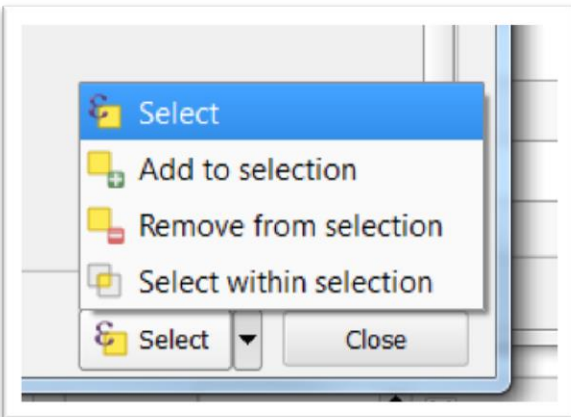 Select
Add to selection
Remove from selection
Select within selection
Select Close